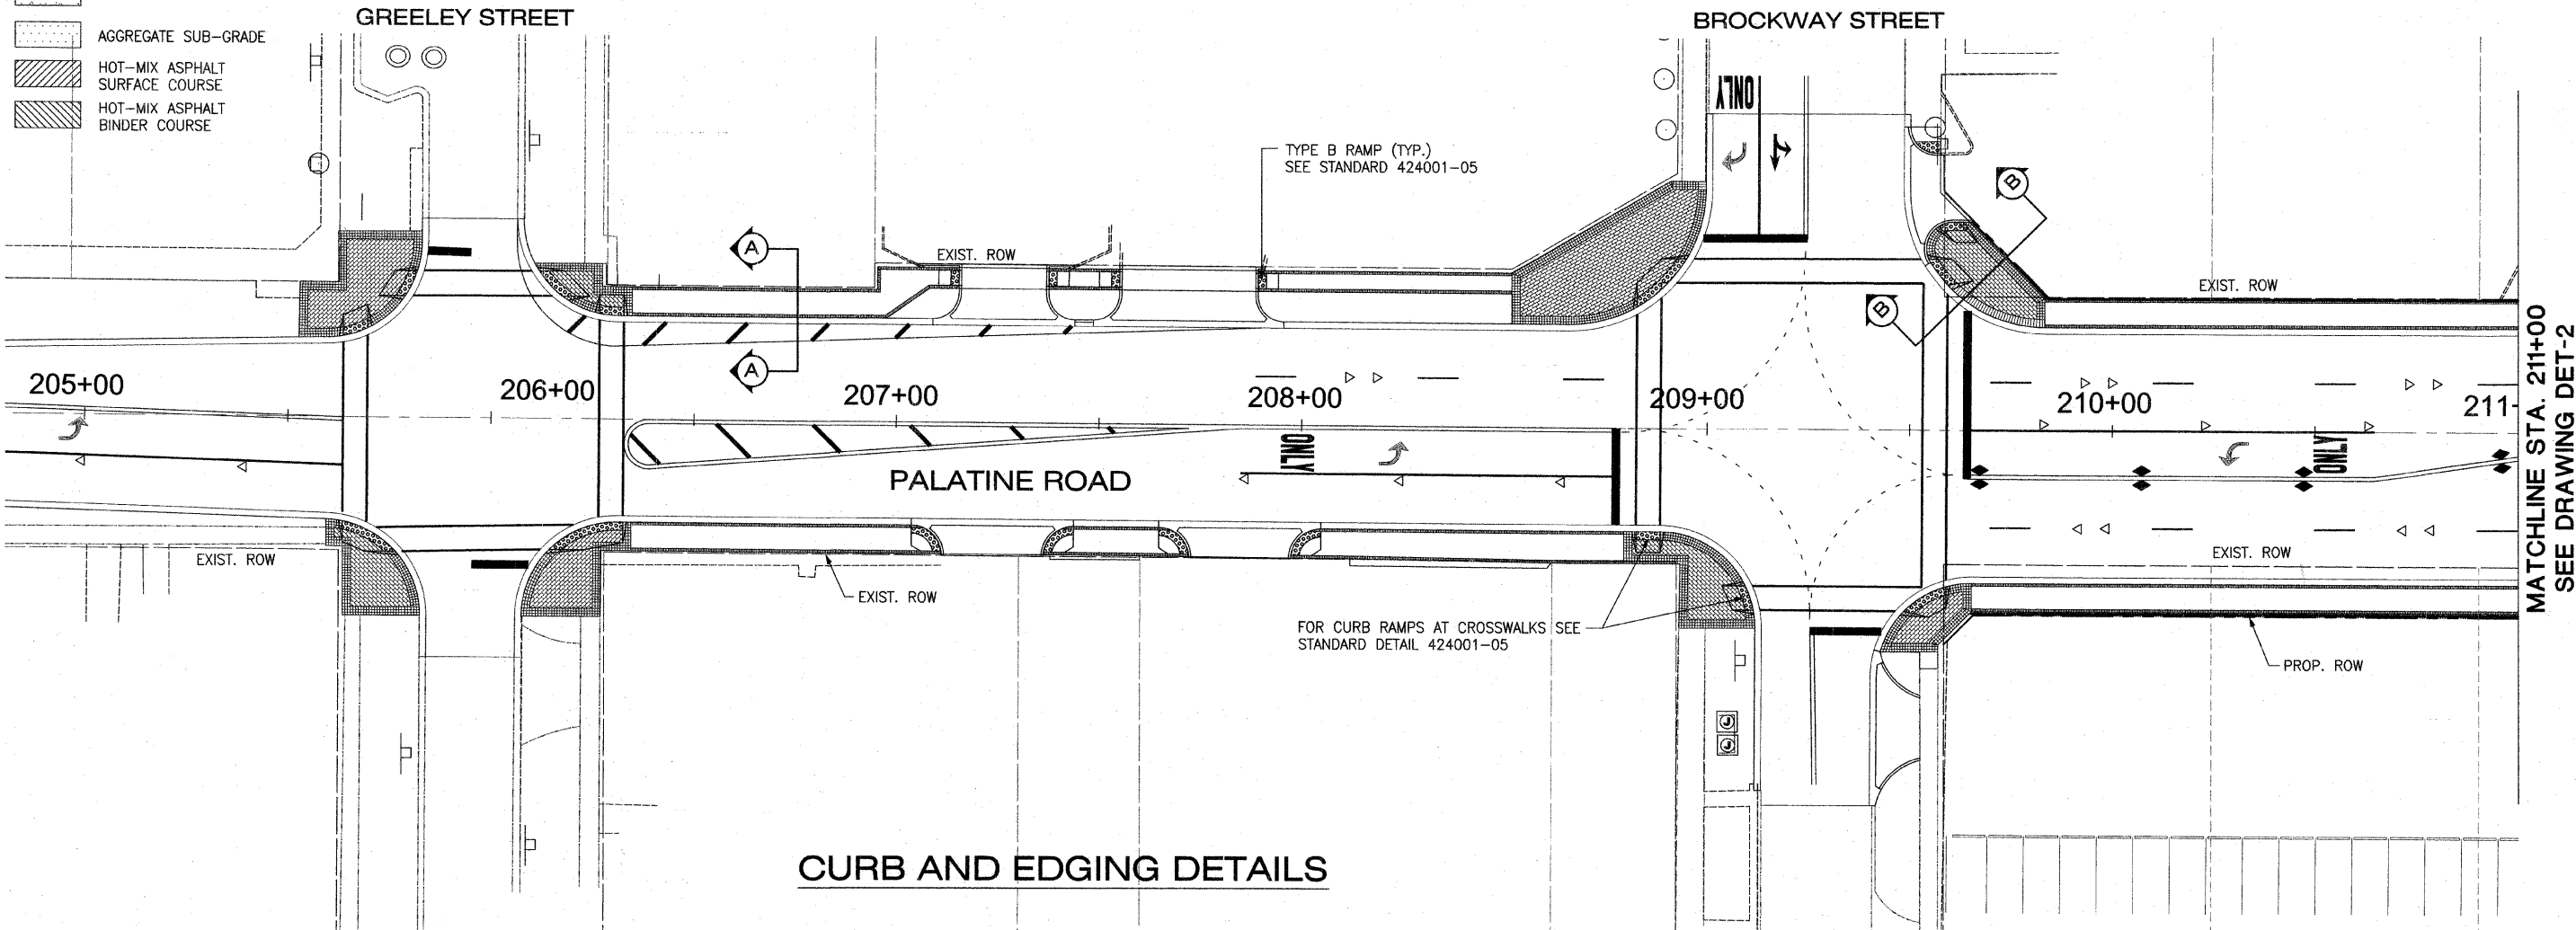 GREELEY STREET
BROCKWAY STREET
AGGREGATE SUB-GRADE
HOT-MIX ASPHALT
SURFACE COURSE
HOT-MIX ASPHALT
BINDER COURSE
ONLY
TYPE B RAMP (TYP.)
SEE STANDARD 424001-05
B
A
EXIST. ROW
EXIST. ROW
B
A
205+00
206+00
207+00
208+00
209+00
210+00
211+
MATCHLINE STA. 211+00
SEE DRAWING DET-2
ONLY
ONLY
PALATINE ROAD
EXIST. ROW
EXIST. ROW
EXIST. ROW
FOR CURB RAMPS AT CROSSWALKS SEE
STANDARD DETAIL 424001-05
PROP. ROW
CURB AND EDGING DETAILS